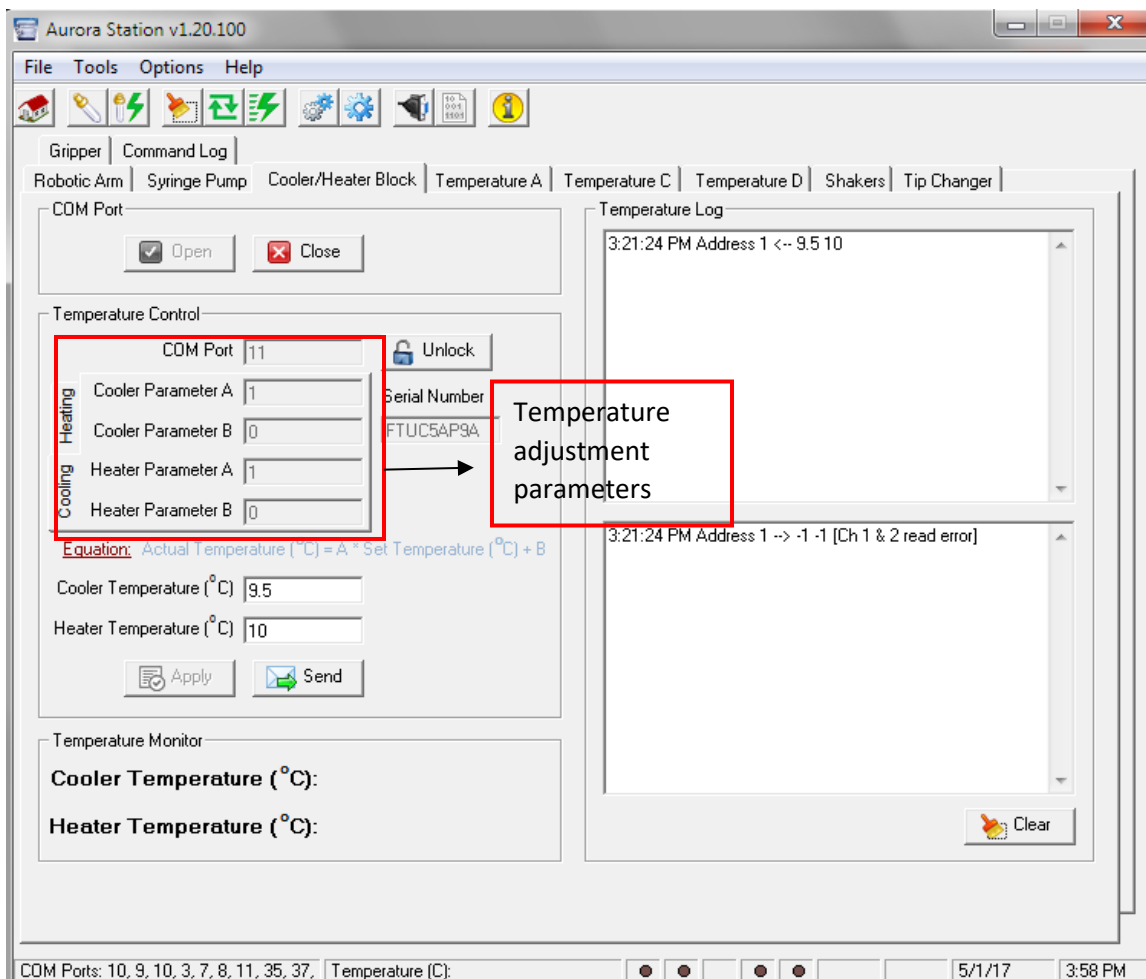 Aurora Station v1.20.100
File Tools Options Help
10
001
1101
Gripper Command Log
Robotic Arm Syringe Pump Cooler/Heater Block Temperature A Temperature C Temperature D Shakers Tip Changer
COM Port
Open Close
Temperature Control
COM Port 11 Unlock
Heating
Cooler Parameter A 1
Serial Number
Cooler Parameter B 0
FTUC5AP9A
Cooling
Heater Parameter A 1
Heater Parameter B 0
Temperature
adjustment
parameters
Equation: Actual Temperature (°C) = A * Set Temperature (°C) + B
Cooler Temperature (°C) 9.5
Heater Temperature (°C) 10
Apply Send
Temperature Monitor
Cooler Temperature (°C):
Heater Temperature (°C):
Temperature Log
3:21:24 PM Address 1 <-- 9.5 10
3:21:24 PM Address 1 --> -1 -1 [Ch 1 & 2 read error]
Clear
COM Ports: 10, 9, 10, 3, 7, 8, 11, 35, 37, Temperature (C): 5/1/17 3:58 PM